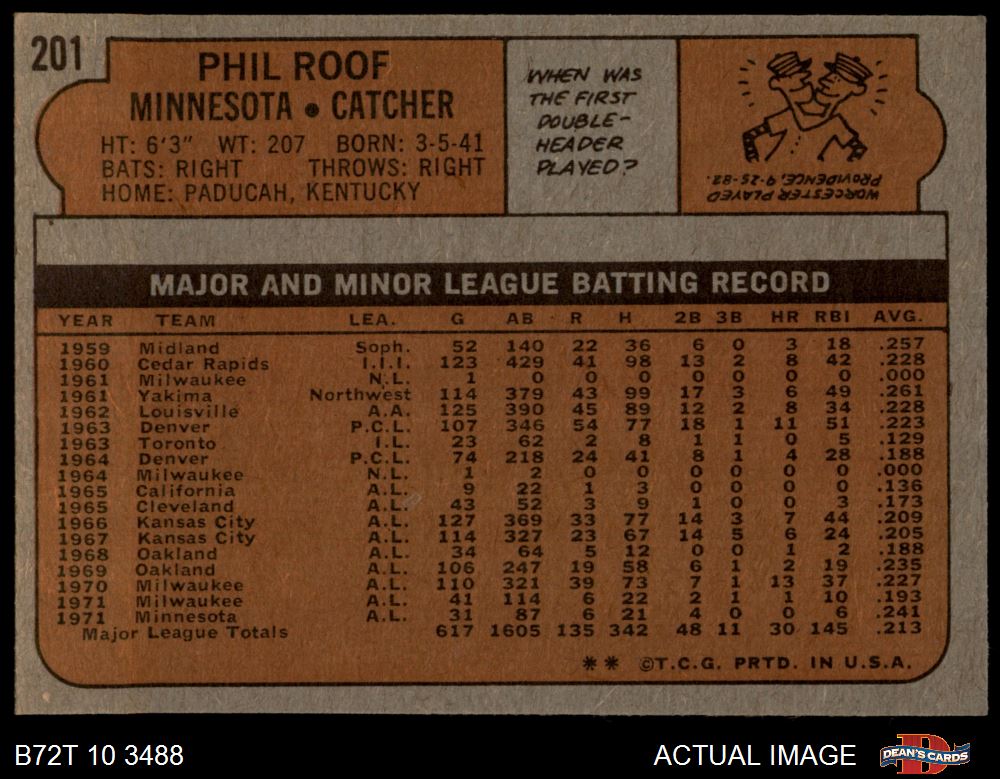 201
PHIL ROOF
MINNESOTA • CATCHER
HT: 6'3" WT: 207 BORN: 3-5-41
BATS: RIGHT THROWS: RIGHT
HOME: PADUCAH, KENTUCKY
WHEN WAS
THE FIRST
DOUBLE-
HEADER
PLAYED?
WORCESTER PLAYED
PROVIDENCE, 9-25-82.
MAJOR AND MINOR LEAGUE BATTING RECORD
YEAR TEAM LEA. G AB R H 2B 3B HR RBI AVG.
1959 Midland Soph. 52 140 22 36 6 0 3 18 .257
1960 Cedar Rapids I.I.I. 123 429 41 98 13 2 8 42 .228
1961 Milwaukee N.L. 1 0 0 0 0 0 0 0 .000
1961 Yakima Northwest 114 379 43 99 17 3 6 49 .261
1962 Louisville A.A. 125 390 45 89 12 2 8 34 .228
1963 Denver P.C.L. 107 346 54 77 18 1 11 51 .223
1963 Toronto I.L. 23 62 2 8 1 1 0 5 .129
1964 Denver P.C.L. 74 218 24 41 8 1 4 28 .188
1964 Milwaukee N.L. 1 2 0 0 0 0 0 0 .000
1965 California A.L. 9 22 1 3 0 0 0 0 .136
1965 Cleveland A.L. 43 52 3 9 1 0 0 3 .173
1966 Kansas City A.L. 127 369 33 77 14 3 7 44 .209
1967 Kansas City A.L. 114 327 23 67 14 5 6 24 .205
1968 Oakland A.L. 34 64 5 12 0 0 1 2 .188
1969 Oakland A.L. 106 247 19 58 6 1 2 19 .235
1970 Milwaukee A.L. 110 321 39 73 7 1 13 37 .227
1971 Milwaukee A.L. 41 114 6 22 2 1 1 10 .193
1971 Minnesota A.L. 31 87 6 21 4 0 0 6 .241
Major League Totals 617 1605 135 342 48 11 30 145 .213
** ©T.C.G. PRTD. IN U.S.A.
B72T 10 3488
ACTUAL IMAGE
DEAN'S CARDS